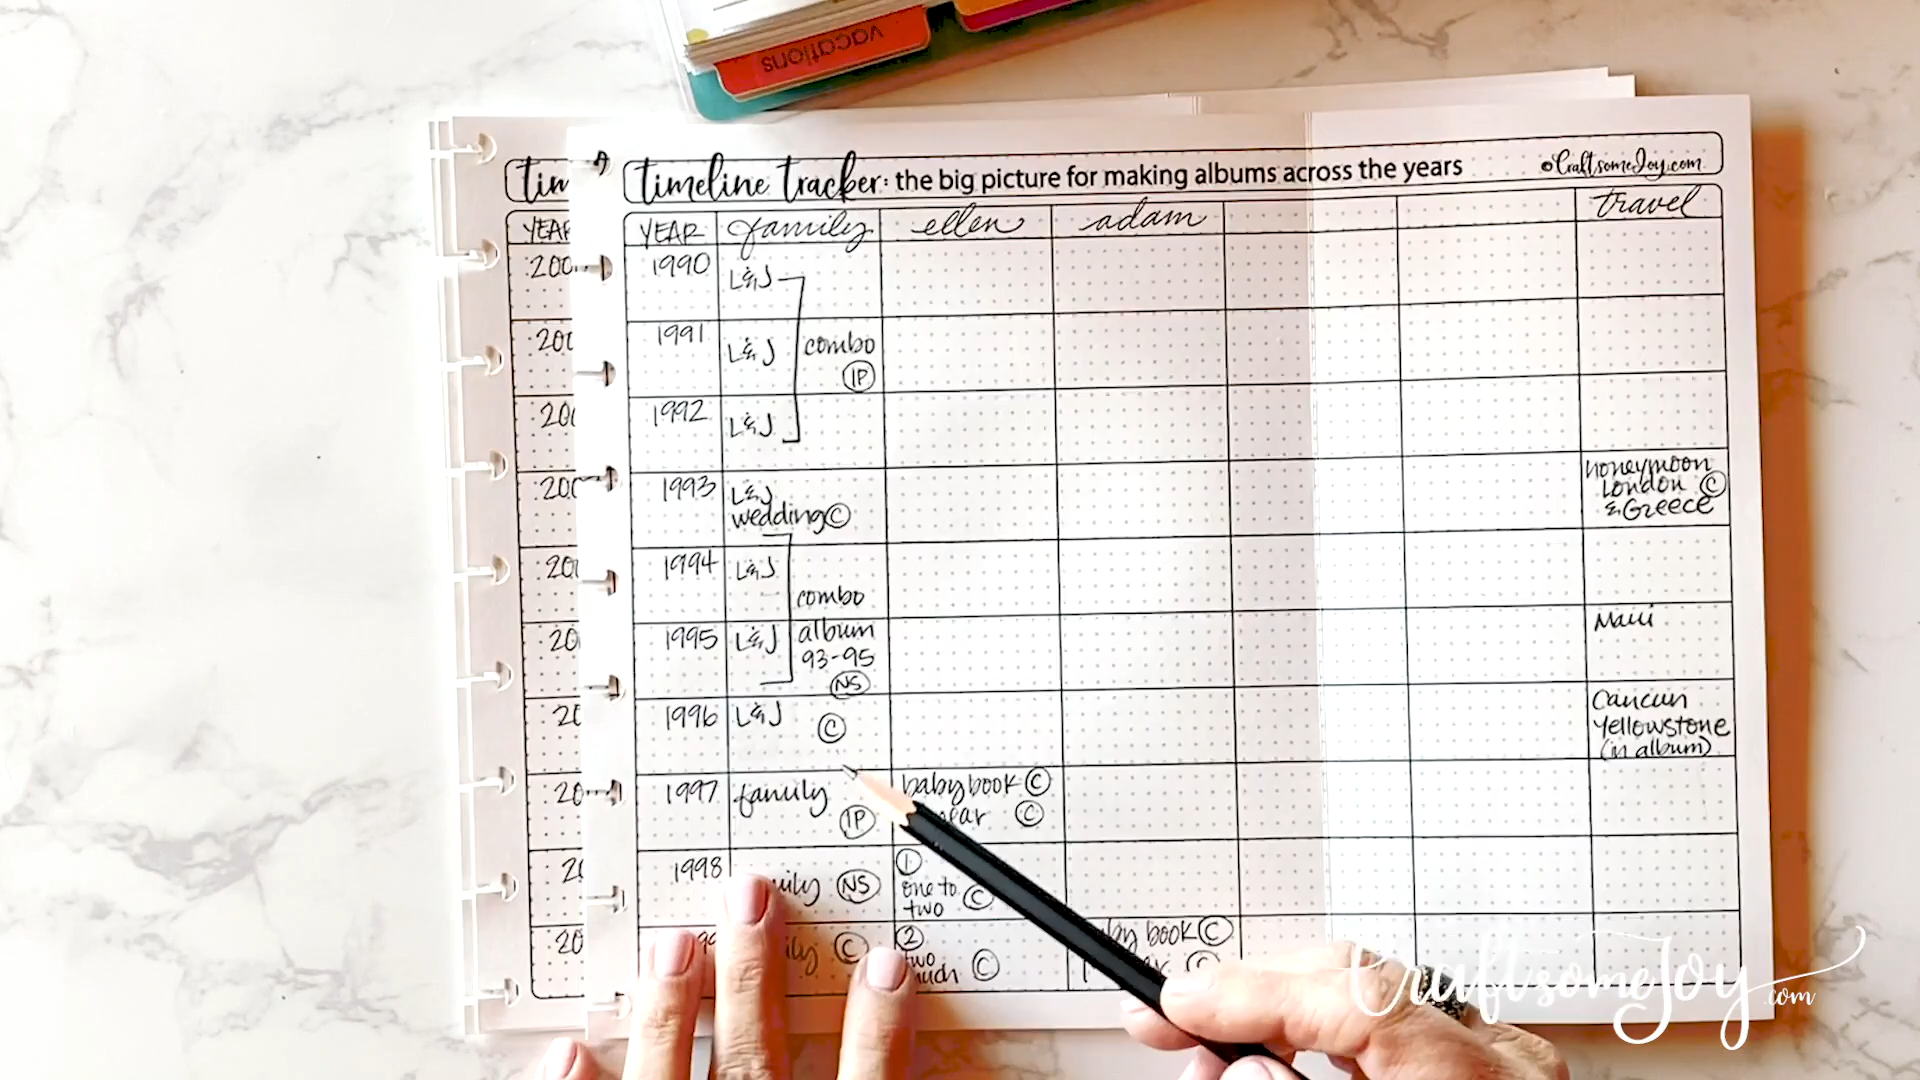 vacations
tim
timeline tracker: the big picture for making albums across the years
©CraftsomeJoy.com
YEAR family ellen adam travel
1990 L&J
1991 L&J combo
IP
1992 L&J
1993 L&J
wedding C
honeymoon
London C
& Greece
1994 L&J
combo
1995 L&J album
93-95
NS
Maui
1996 L&J C
Cancun
Yellowstone
(in album)
1997 family IP
baby book C
C
1998 NS
1
one to
two C
C
2
two
C
book C
CraftsomeJoy.com